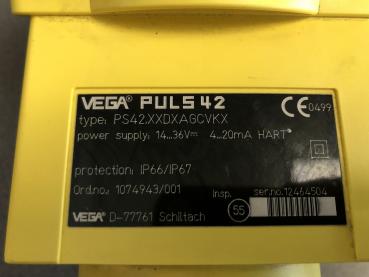 VEGA® PULS 42
CE 0499
type: PS42.XXDXAGCVKX
power supply: 14...36V⎓ 4...20mA HART®
protection: IP66/IP67
Ord.no.: 1074943/001 insp. ser.no. 12464504
VEGA® D-77761 Schiltach 55